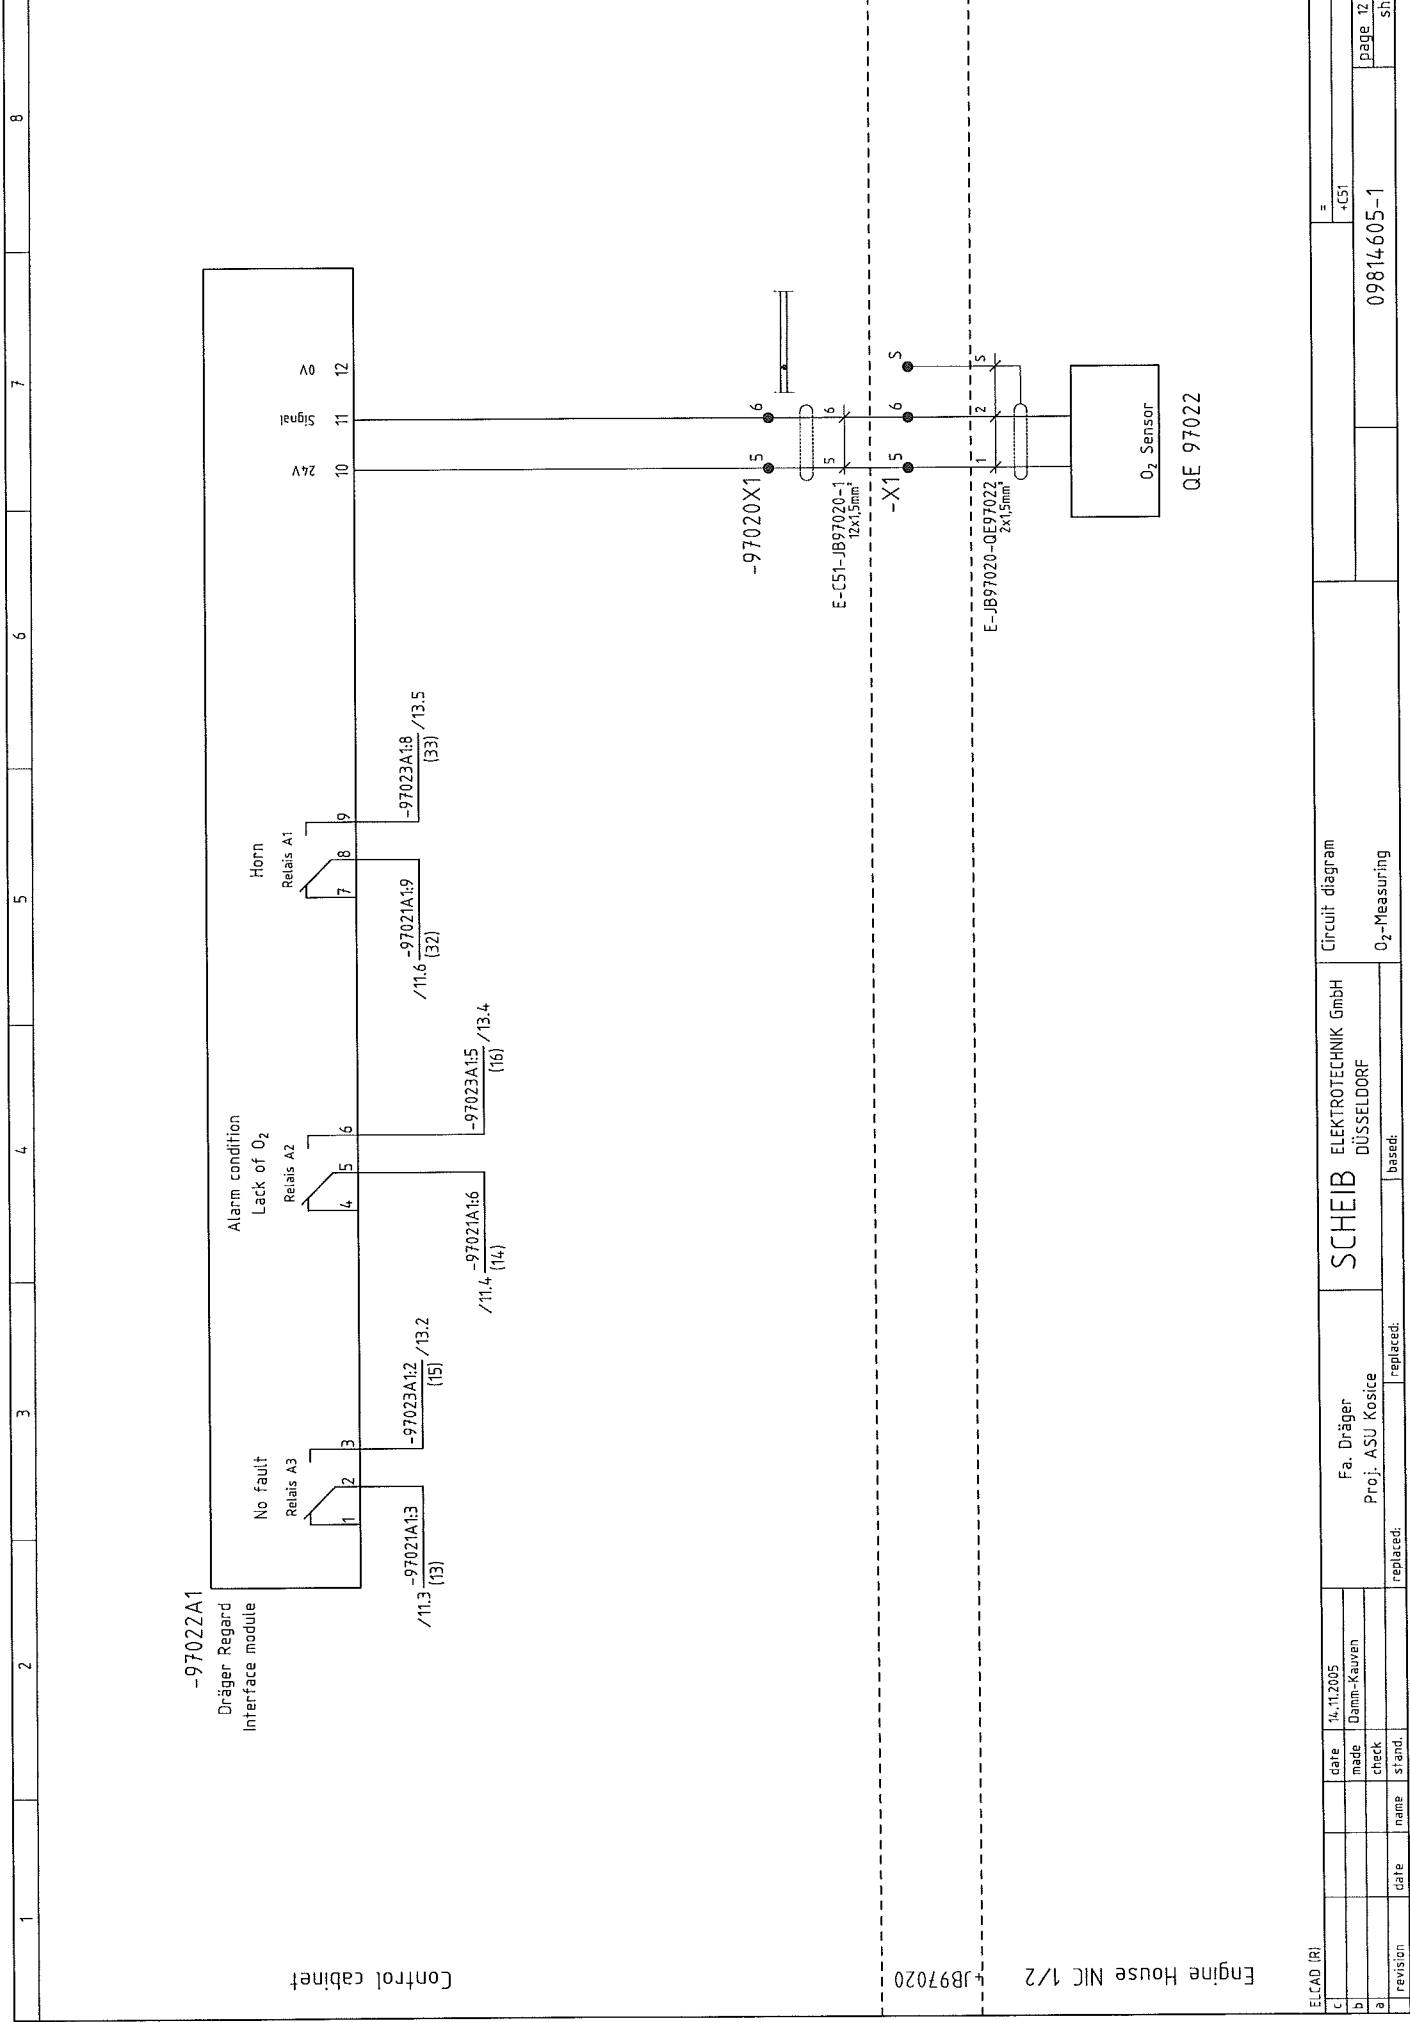 1
2
3
4
5
6
7
8
-97022A1
Dräger Regard
Interface module
No fault
Relais A3
1 2 3
Alarm condition
Lack of O₂
Relais A2
4 5 6
Horn
Relais A1
7 8 9
24V
Signal
0V
10 11 12
/11.3 -97021A1:3
(13)
-97023A1:2 /13.2
(15)
/11.4 -97021A1:6
(14)
-97023A1:5 /13.4
(16)
/11.6 -97021A1:9
(32)
-97023A1:8 /13.5
(33)
Control cabinet
-97020X1
5 6
E-C51-JB97020-1
12x1,5mm²
5 6
+JB97020
-X1
5 6 S
E-JB97020-QE97022
2x1,5mm²
1 2 S
Engine House NIC 1/2
O₂ Sensor
QE 97022
ELCAD (R)
c
b
a
revision
date
name
date 14.11.2005
made Damm-Kauven
check
stand.
Fa. Dräger
Proj. ASU Kosice
replaced:
replaced:
SCHEIB ELEKTROTECHNIK GmbH
DÜSSELDORF
based:
Circuit diagram
O₂-Measuring
=
+C51
09814605-1
page 12
sh